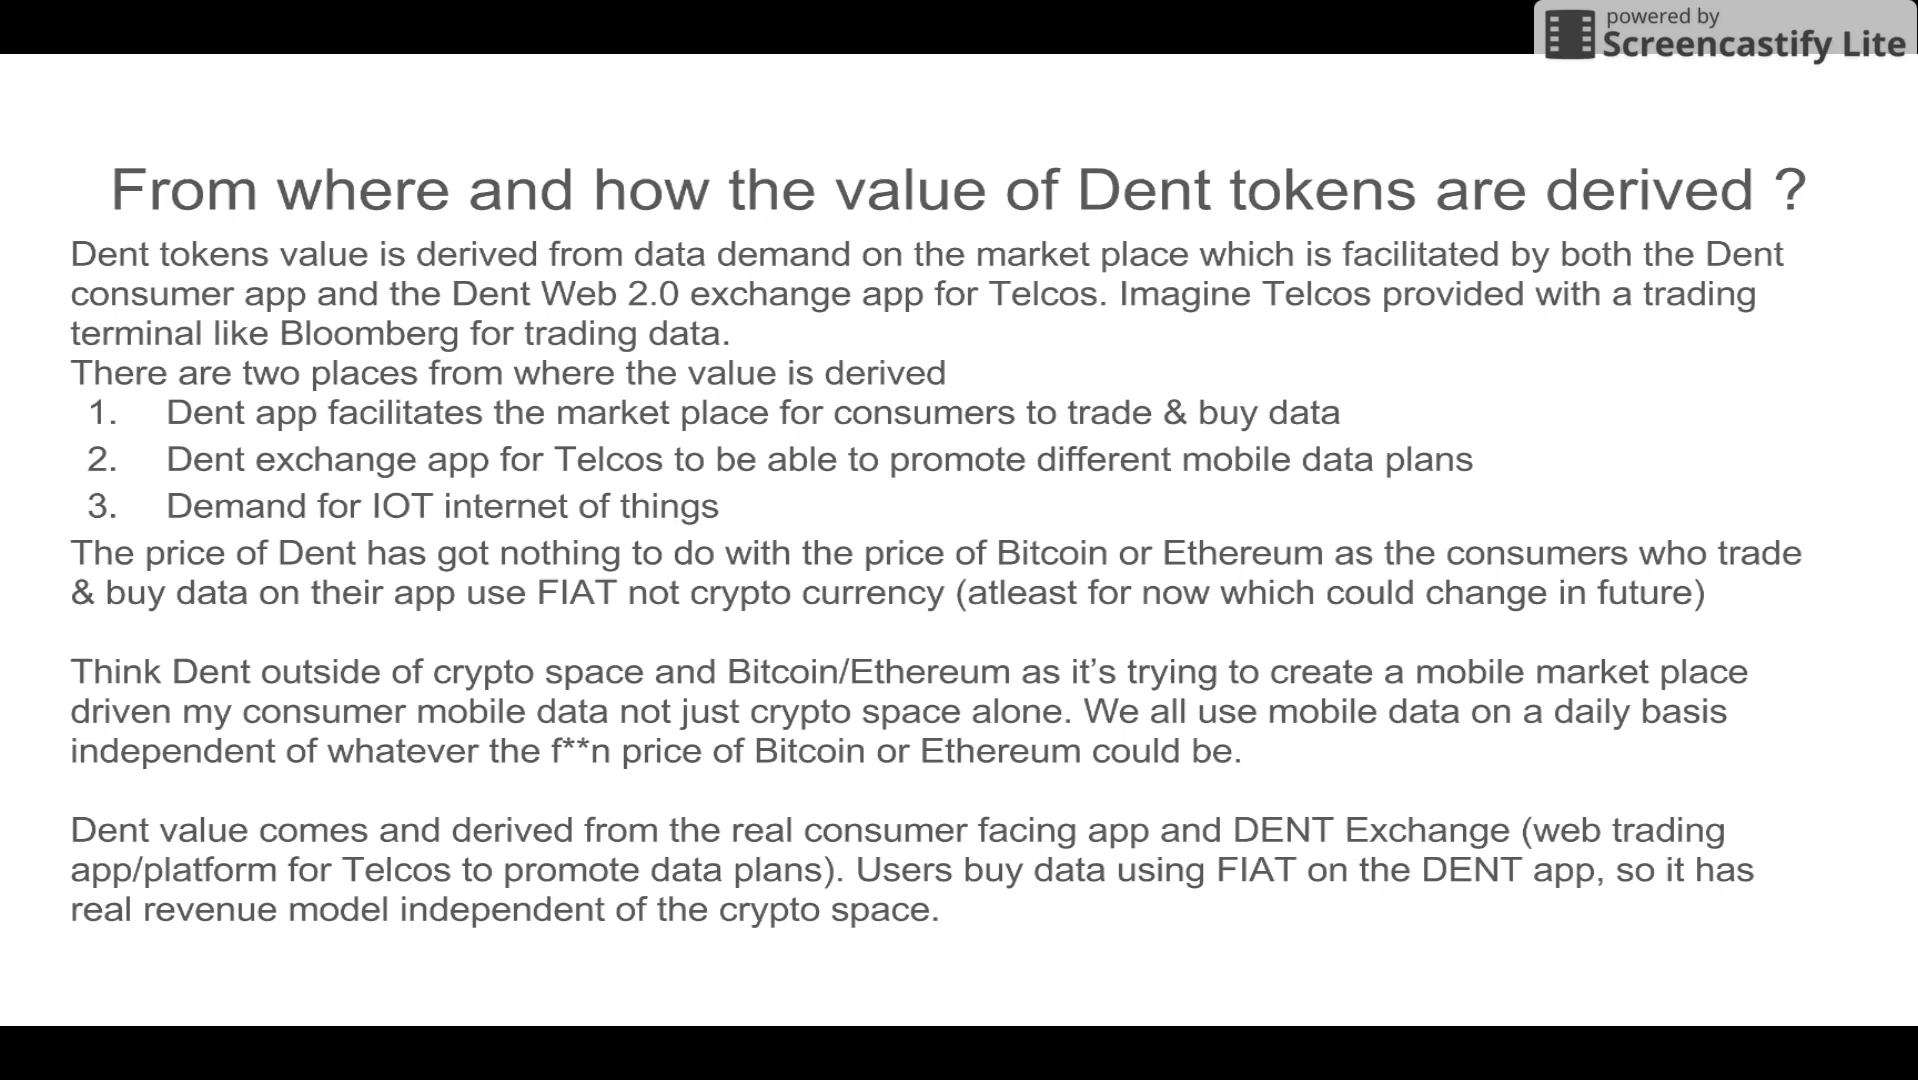 powered by
Screencastify Lite
From where and how the value of Dent tokens are derived ?
Dent tokens value is derived from data demand on the market place which is facilitated by both the Dent
consumer app and the Dent Web 2.0 exchange app for Telcos. Imagine Telcos provided with a trading
terminal like Bloomberg for trading data.
There are two places from where the value is derived
1. Dent app facilitates the market place for consumers to trade & buy data
2. Dent exchange app for Telcos to be able to promote different mobile data plans
3. Demand for IOT internet of things
The price of Dent has got nothing to do with the price of Bitcoin or Ethereum as the consumers who trade
& buy data on their app use FIAT not crypto currency (atleast for now which could change in future)
Think Dent outside of crypto space and Bitcoin/Ethereum as it’s trying to create a mobile market place
driven my consumer mobile data not just crypto space alone. We all use mobile data on a daily basis
independent of whatever the f**n price of Bitcoin or Ethereum could be.
Dent value comes and derived from the real consumer facing app and DENT Exchange (web trading
app/platform for Telcos to promote data plans). Users buy data using FIAT on the DENT app, so it has
real revenue model independent of the crypto space.